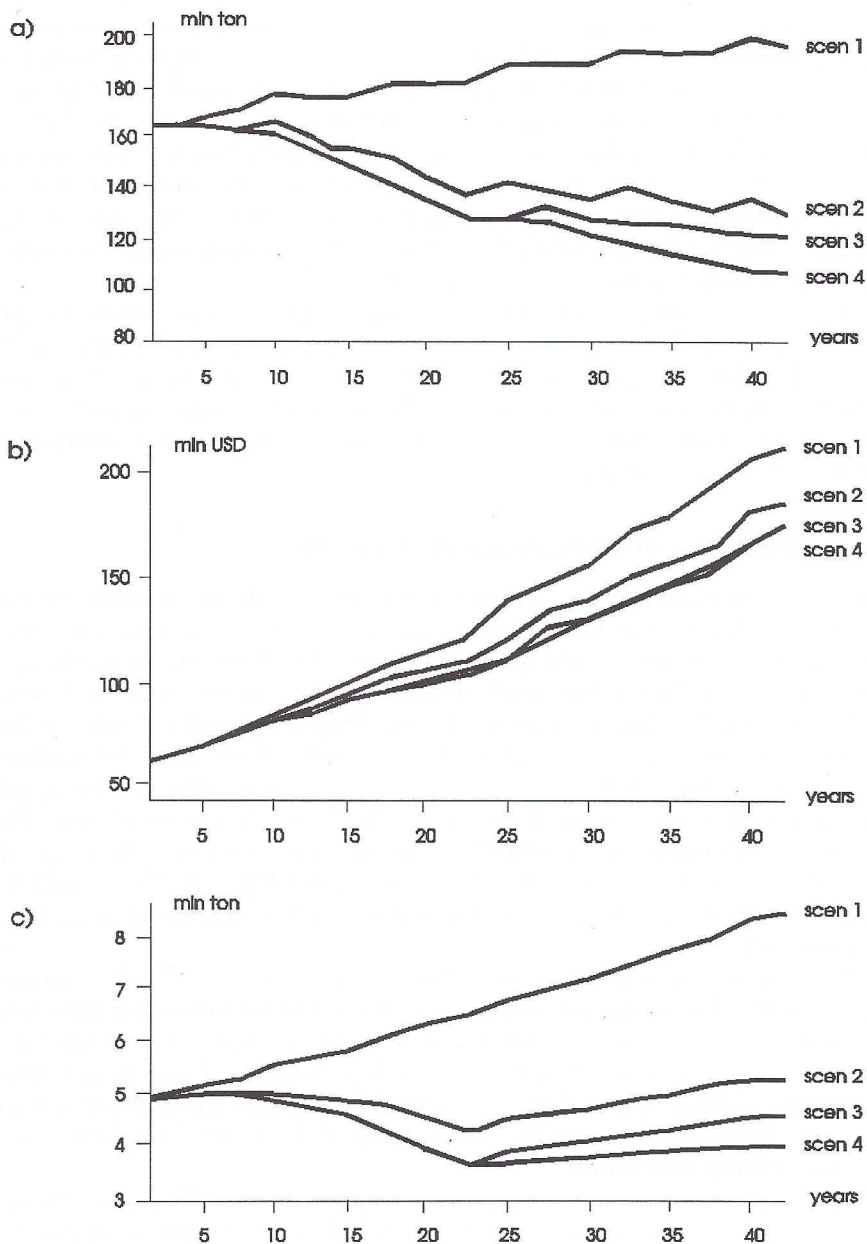 a)
mln ton
200
180
160
140
120
100
80
scen 1
scen 2
scen 3
scen 4
years
5 10 15 20 25 30 35 40
b)
mln USD
200
150
100
50
scen 1
scen 2
scen 3
scen 4
years
5 10 15 20 25 30 35 40
c)
mln ton
8
7
6
5
4
3
scen 1
scen 2
scen 3
scen 4
years
5 10 15 20 25 30 35 40